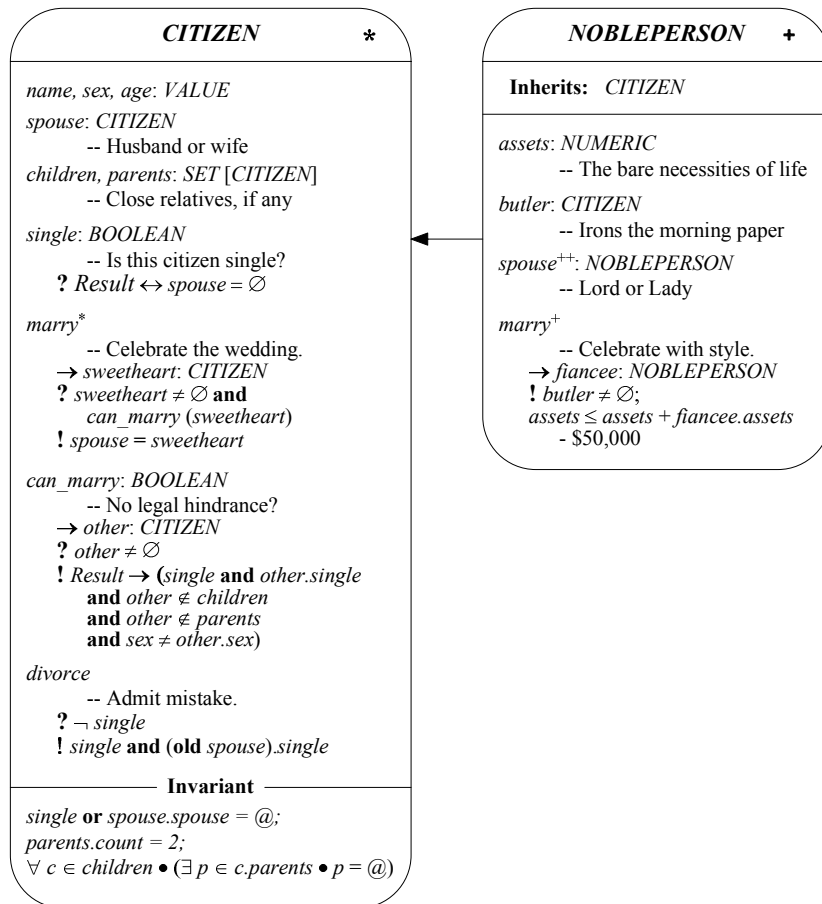 CITIZEN *
name, sex, age: VALUE
spouse: CITIZEN
-- Husband or wife
children, parents: SET [CITIZEN]
-- Close relatives, if any
single: BOOLEAN
-- Is this citizen single?
? Result ↔ spouse = ∅
marry*
-- Celebrate the wedding.
→ sweetheart: CITIZEN
? sweetheart ≠ ∅ and
can_marry (sweetheart)
! spouse = sweetheart
can_marry: BOOLEAN
-- No legal hindrance?
→ other: CITIZEN
? other ≠ ∅
! Result → (single and other.single
and other ∉ children
and other ∉ parents
and sex ≠ other.sex)
divorce
-- Admit mistake.
? ¬ single
! single and (old spouse).single
Invariant
single or spouse.spouse = @;
parents.count = 2;
∀ c ∈ children • (∃ p ∈ c.parents • p = @)
NOBLEPERSON +
Inherits: CITIZEN
assets: NUMERIC
-- The bare necessities of life
butler: CITIZEN
-- Irons the morning paper
spouse++: NOBLEPERSON
-- Lord or Lady
marry+
-- Celebrate with style.
→ fiancee: NOBLEPERSON
! butler ≠ ∅;
assets ≤ assets + fiancee.assets
- $50,000